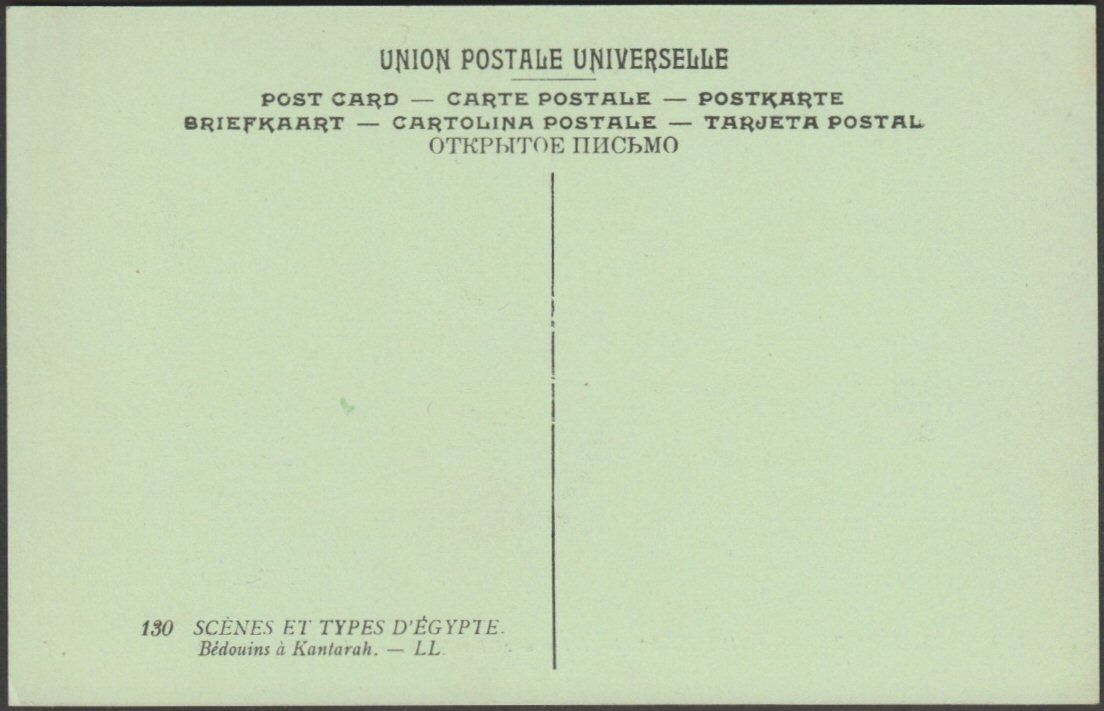 UNION POSTALE UNIVERSELLE
POST CARD — CARTE POSTALE — POSTKARTE
BRIEFKAART — CARTOLINA POSTALE — TARJETA POSTAL
ОТКРЫТОЕ ПИСЬМО
130 SCÈNES ET TYPES D'ÉGYPTE.
Bédouins à Kantarah. — LL.